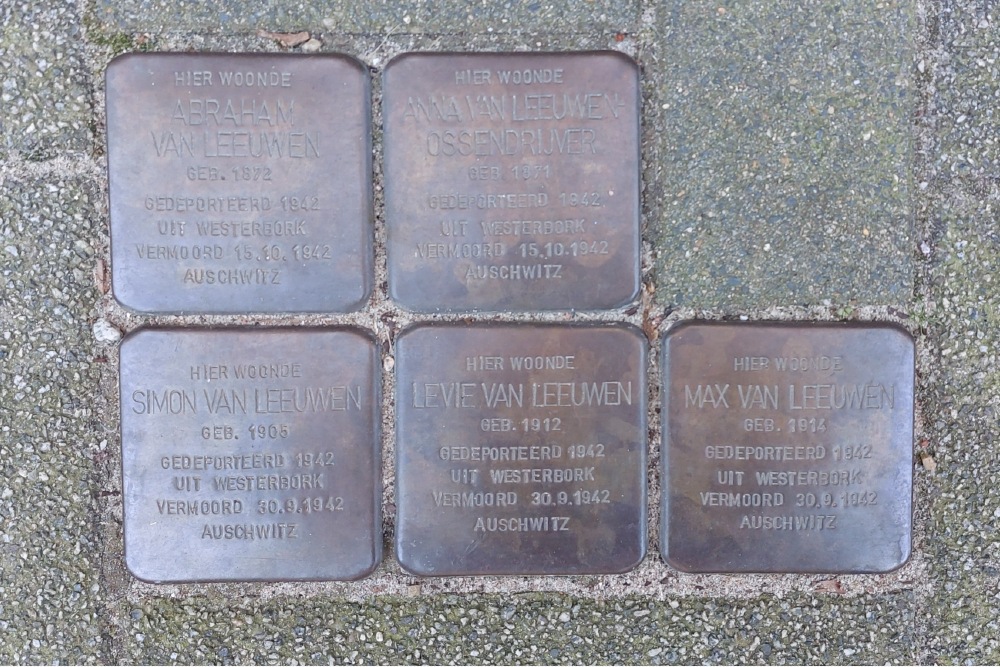 HIER WOONDE
ABRAHAM
VAN LEEUWEN
GEB. 1872
GEDEPORTEERD 1942
UIT WESTERBORK
VERMOORD 15.10.1942
AUSCHWITZ
HIER WOONDE
ANNA VAN LEEUWEN-
OSSENDRIJVER
GEB. 1871
GEDEPORTEERD 1942
UIT WESTERBORK
VERMOORD 15.10.1942
AUSCHWITZ
HIER WOONDE
SIMON VAN LEEUWEN
GEB. 1905
GEDEPORTEERD 1942
UIT WESTERBORK
VERMOORD 30.9.1942
AUSCHWITZ
HIER WOONDE
LEVIE VAN LEEUWEN
GEB. 1912
GEDEPORTEERD 1942
UIT WESTERBORK
VERMOORD 30.9.1942
AUSCHWITZ
HIER WOONDE
MAX VAN LEEUWEN
GEB. 1914
GEDEPORTEERD 1942
UIT WESTERBORK
VERMOORD 30.9.1942
AUSCHWITZ